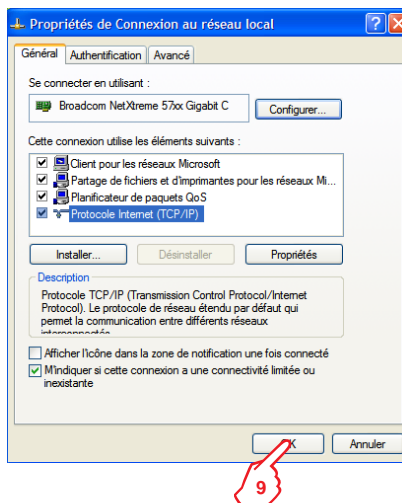 Propriétés de Connexion au réseau local
Général Authentification Avancé
Se connecter en utilisant :
Broadcom NetXtreme 57xx Gigabit C
Configurer...
Cette connexion utilise les éléments suivants :
Client pour les réseaux Microsoft
Partage de fichiers et d'imprimantes pour les réseaux Mi...
Planificateur de paquets QoS
Protocole Internet (TCP/IP)
Installer... Désinstaller Propriétés
Description
Protocole TCP/IP (Transmission Control Protocol/Internet
Protocol). Le protocole de réseau étendu par défaut qui
permet la communication entre différents réseaux
Afficher l'icône dans la zone de notification une fois connecté
M'indiquer si cette connexion a une connectivité limitée ou
inexistante
Annuler
9